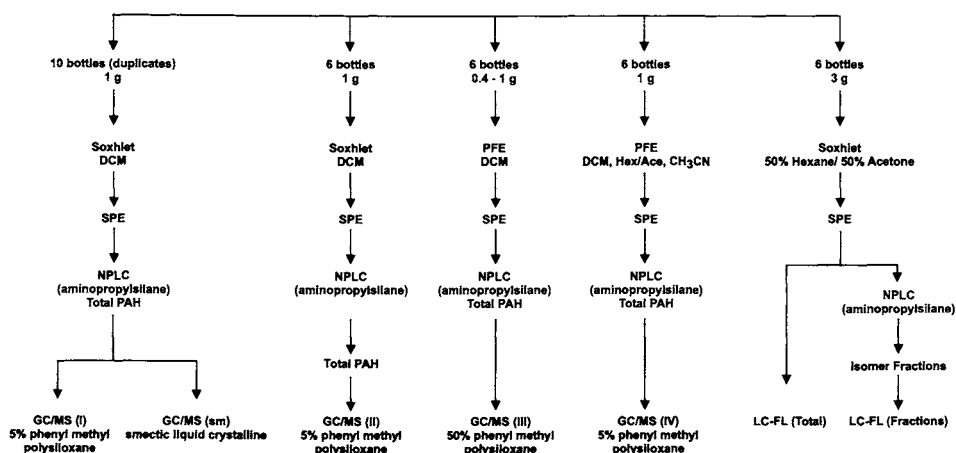 10 bottles (duplicates)
1 g
6 bottles
1 g
6 bottles
0.4 - 1 g
6 bottles
1 g
6 bottles
3 g
Soxhlet
DCM
Soxhlet
DCM
PFE
DCM
PFE
DCM, Hex/Ace, CH₃CN
Soxhlet
50% Hexane/ 50% Acetone
SPE
SPE
SPE
SPE
SPE
NPLC
(aminopropylsilane)
Total PAH
NPLC
(aminopropylsilane)
NPLC
(aminopropylsilane)
Total PAH
NPLC
(aminopropylsilane)
Total PAH
NPLC
(aminopropylsilane)
Total PAH
Isomer Fractions
GC/MS (I)
5% phenyl methyl
polysiloxane
GC/MS (sm)
smectic liquid crystalline
GC/MS (II)
5% phenyl methyl
polysiloxane
GC/MS (III)
50% phenyl methyl
polysiloxane
GC/MS (IV)
5% phenyl methyl
polysiloxane
LC-FL (Total)
LC-FL (Fractions)